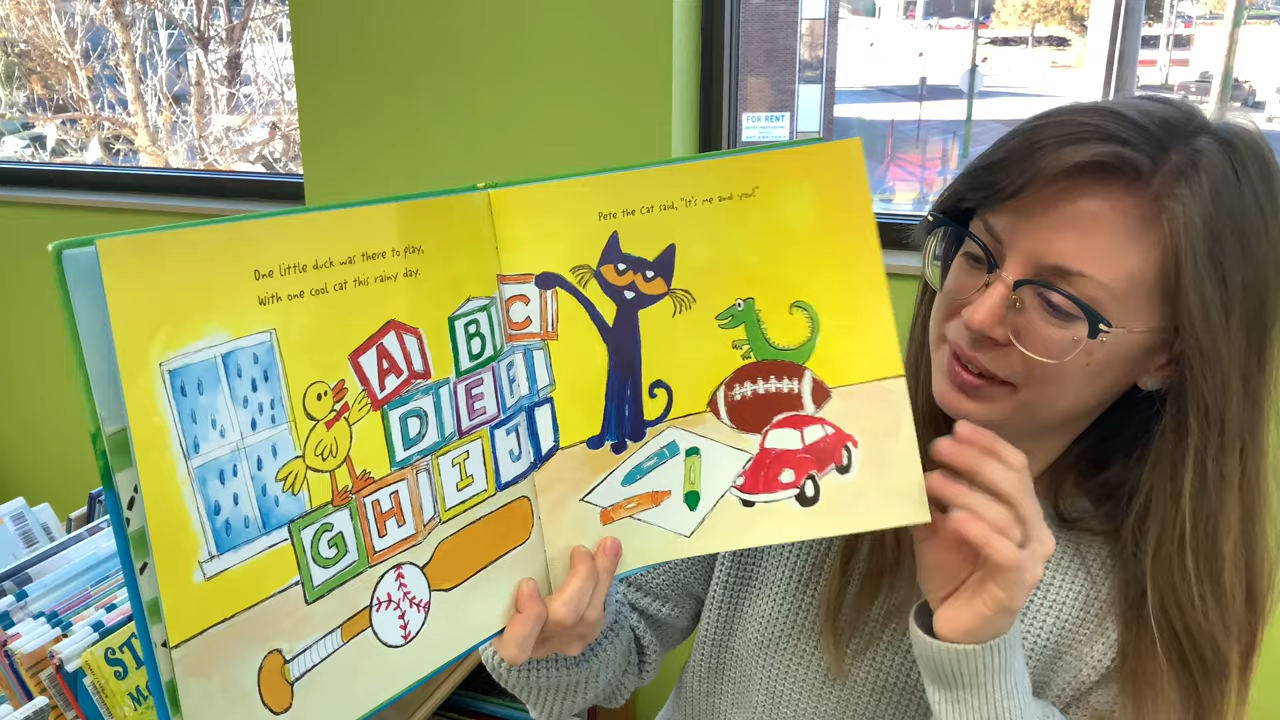 FOR RENT
One little duck was there to play,
With one cool cat this rainy day.
Pete the Cat said, "It's me and you!"
A
B
C
D
E
F
G
H
I
J
ST